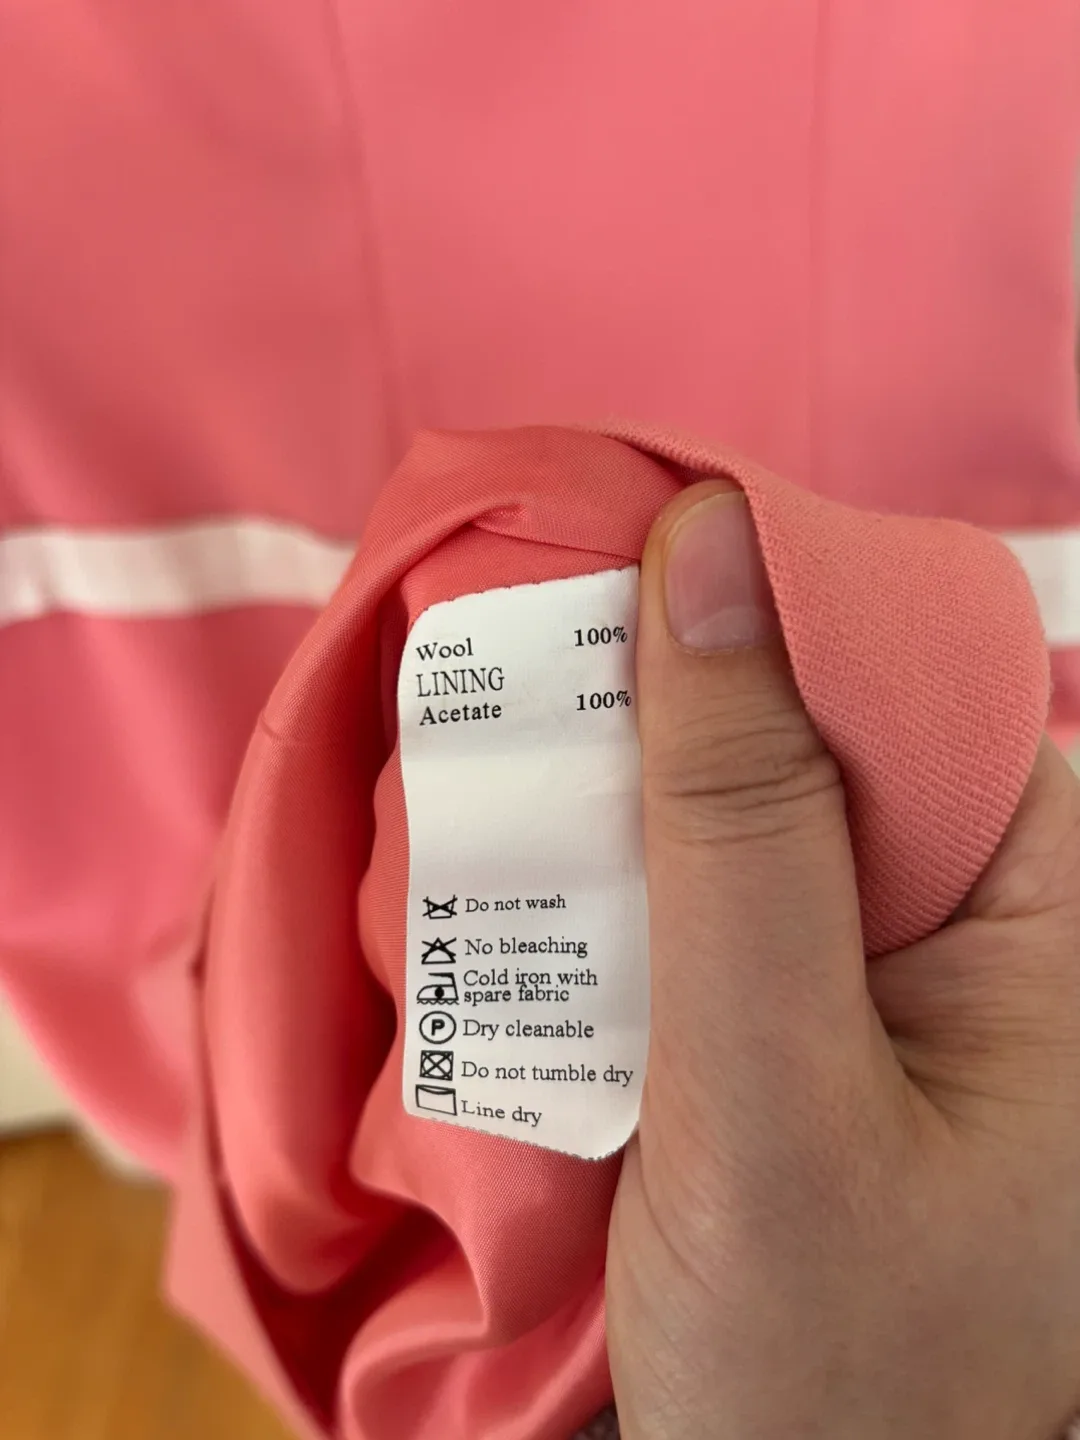 Wool 100%
LINING
Acetate 100%
Do not wash
No bleaching
Cold iron with
spare fabric
P Dry cleanable
Do not tumble dry
Line dry